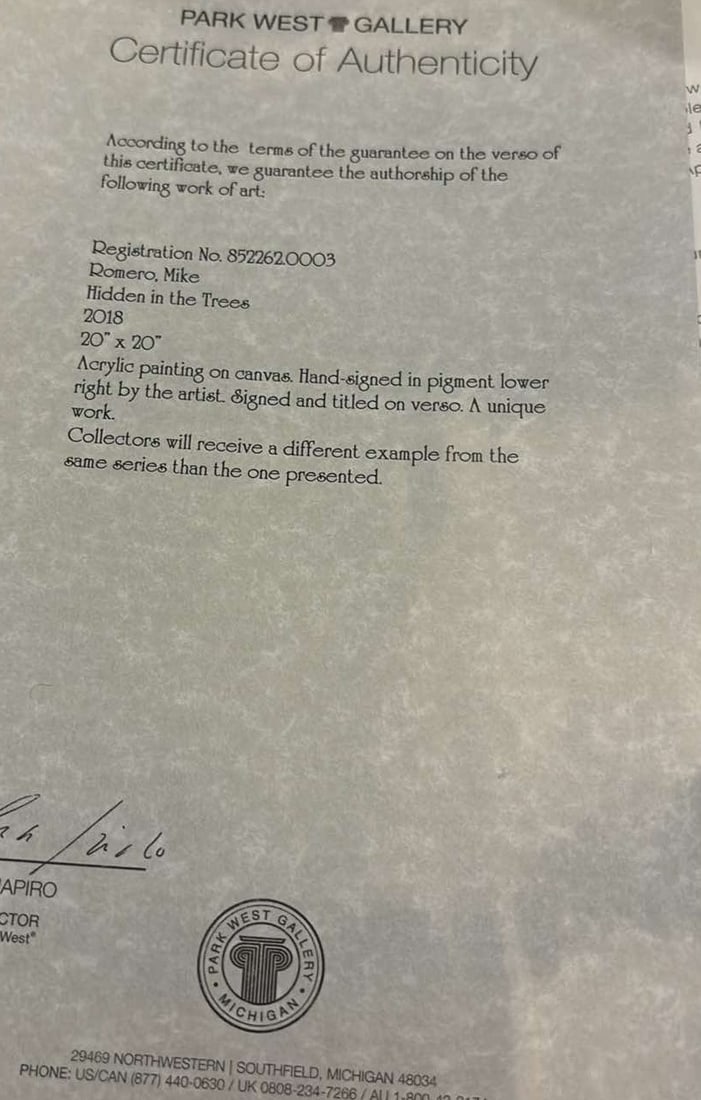 PARK WEST GALLERY
Certificate of Authenticity
According to the terms of the guarantee on the verso of
this certificate, we guarantee the authorship of the
following work of art:
Registration No. 852262.0003
Romero, Mike
Hidden in the Trees
2018
20" x 20"
Acrylic painting on canvas. Hand-signed in pigment lower
right by the artist. Signed and titled on verso. A unique
work.
Collectors will receive a different example from the
same series than the one presented.
APIRO
CTOR
West®
PARK WEST GALLERY
• MICHIGAN •
29469 NORTHWESTERN | SOUTHFIELD, MICHIGAN 48034
PHONE: US/CAN (877) 440-0630 / UK 0808-234-7266 /